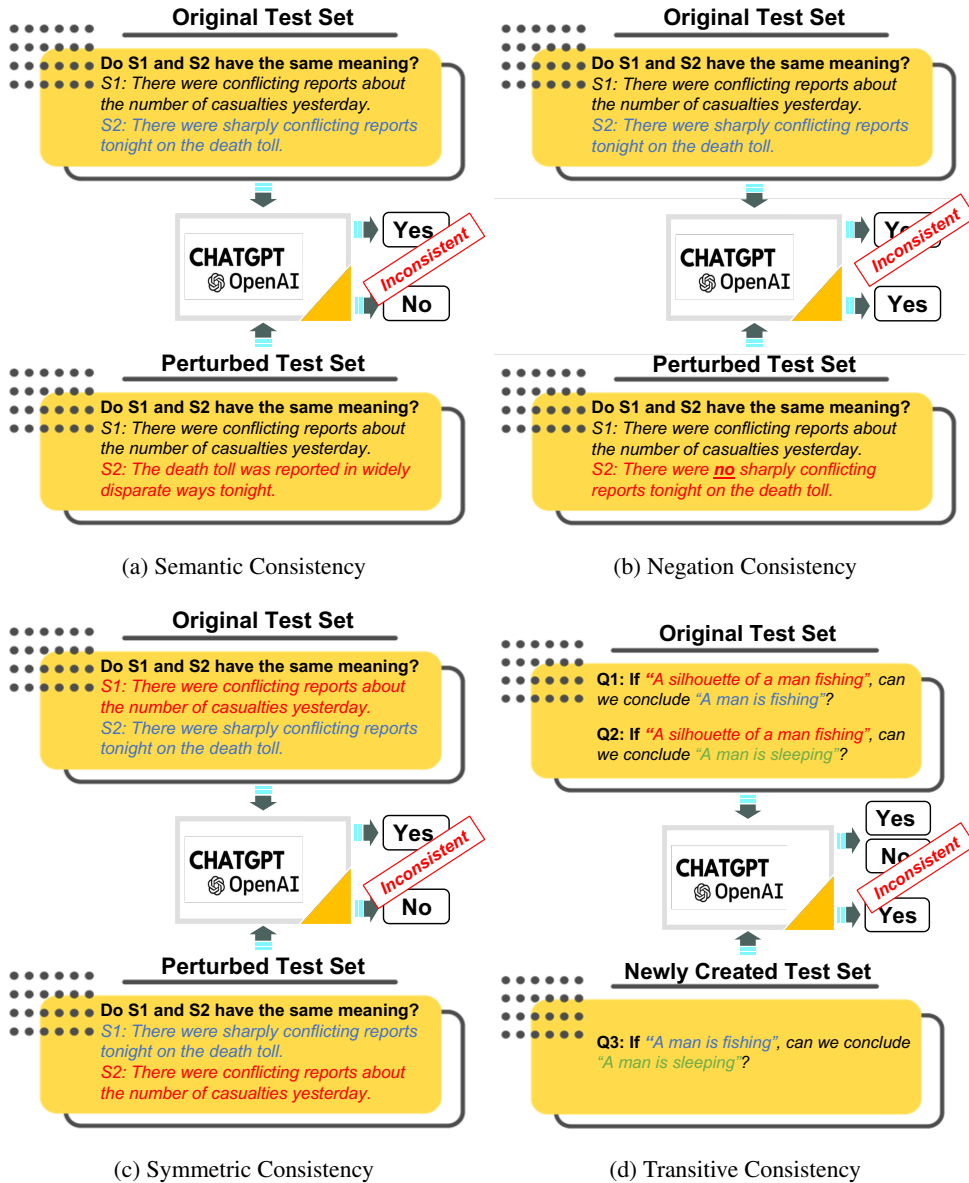 Original Test Set
Do S1 and S2 have the same meaning?
S1: There were conflicting reports about
the number of casualties yesterday.
S2: There were sharply conflicting reports
tonight on the death toll.
CHATGPT
OpenAI
Yes
Inconsistent
No
Perturbed Test Set
Do S1 and S2 have the same meaning?
S1: There were conflicting reports about
the number of casualties yesterday.
S2: The death toll was reported in widely
disparate ways tonight.
(a) Semantic Consistency
Original Test Set
Do S1 and S2 have the same meaning?
S1: There were conflicting reports about
the number of casualties yesterday.
S2: There were sharply conflicting reports
tonight on the death toll.
CHATGPT
OpenAI
Yes
Inconsistent
Yes
Perturbed Test Set
Do S1 and S2 have the same meaning?
S1: There were conflicting reports about
the number of casualties yesterday.
S2: There were no sharply conflicting
reports tonight on the death toll.
(b) Negation Consistency
Original Test Set
Do S1 and S2 have the same meaning?
S1: There were conflicting reports about
the number of casualties yesterday.
S2: There were sharply conflicting reports
tonight on the death toll.
CHATGPT
OpenAI
Yes
Inconsistent
No
Perturbed Test Set
Do S1 and S2 have the same meaning?
S1: There were sharply conflicting reports
tonight on the death toll.
S2: There were conflicting reports about
the number of casualties yesterday.
(c) Symmetric Consistency
Original Test Set
Q1: If “A silhouette of a man fishing”, can
we conclude “A man is fishing”?
Q2: If “A silhouette of a man fishing”, can
we conclude “A man is sleeping”?
CHATGPT
OpenAI
Yes
No
Inconsistent
Yes
Newly Created Test Set
Q3: If “A man is fishing”, can we conclude
“A man is sleeping”?
(d) Transitive Consistency